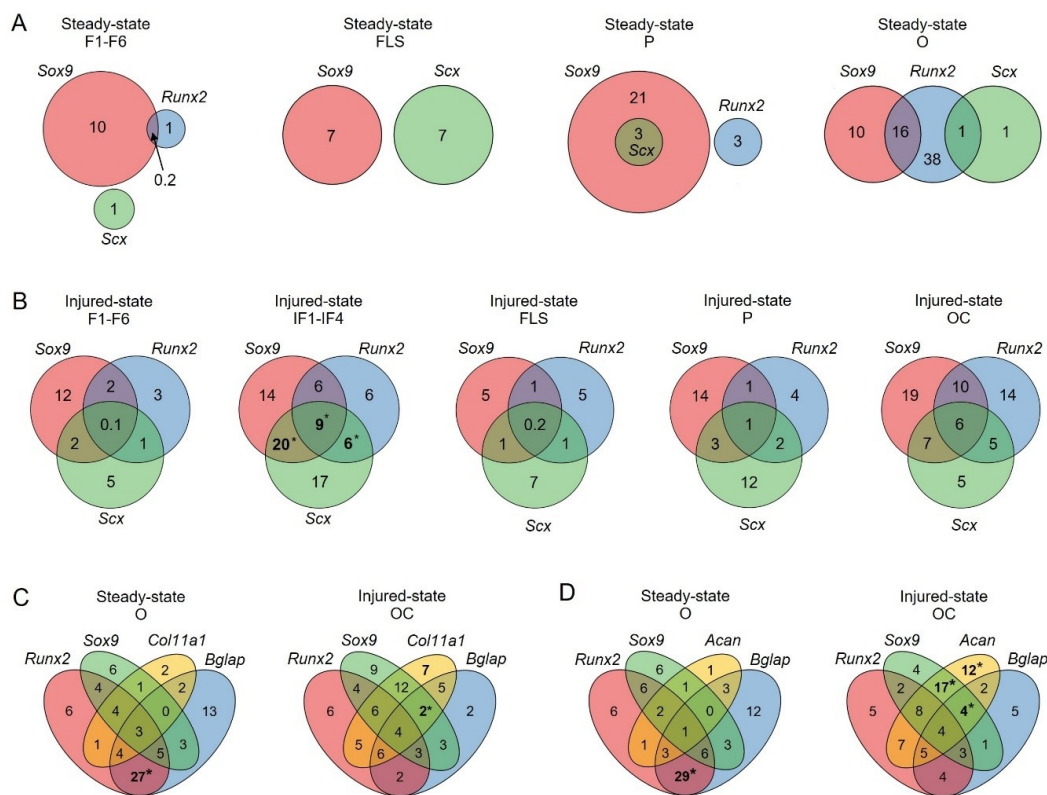 A
Steady-state
F1-F6
Sox9
10
Runx2
1
0.2
1
Scx
Steady-state
FLS
Sox9
Scx
7
7
Steady-state
P
Sox9
21
3
Scx
Runx2
3
Steady-state
O
Sox9
Runx2
Scx
10
16
38
1
1
B
Injured-state
F1-F6
Sox9
Runx2
12
2
3
0.1
2
1
5
Scx
Injured-state
IF1-IF4
Sox9
Runx2
14
6
6
9*
20*
6*
17
Scx
Injured-state
FLS
Sox9
Runx2
5
1
5
0.2
1
1
7
Scx
Injured-state
P
Sox9
Runx2
14
1
4
1
3
2
12
Scx
Injured-state
OC
Sox9
Runx2
19
10
14
6
7
5
5
Scx
C
Steady-state
O
Sox9
Col11a1
Runx2
Bglap
6
2
4
1
2
6
4
0
13
3
1
4
5
3
27*
Injured-state
OC
Sox9
Col11a1
Runx2
Bglap
9
7
4
12
5
6
6
2*
2
4
5
6
3
3
2
D
Steady-state
O
Sox9
Acan
Runx2
Bglap
6
1
6
1
3
6
2
0
12
1
1
3
6
3
29*
Injured-state
OC
Sox9
Acan
Runx2
Bglap
4
12*
2
17*
2
5
8
4*
5
4
7
5
3
1
4